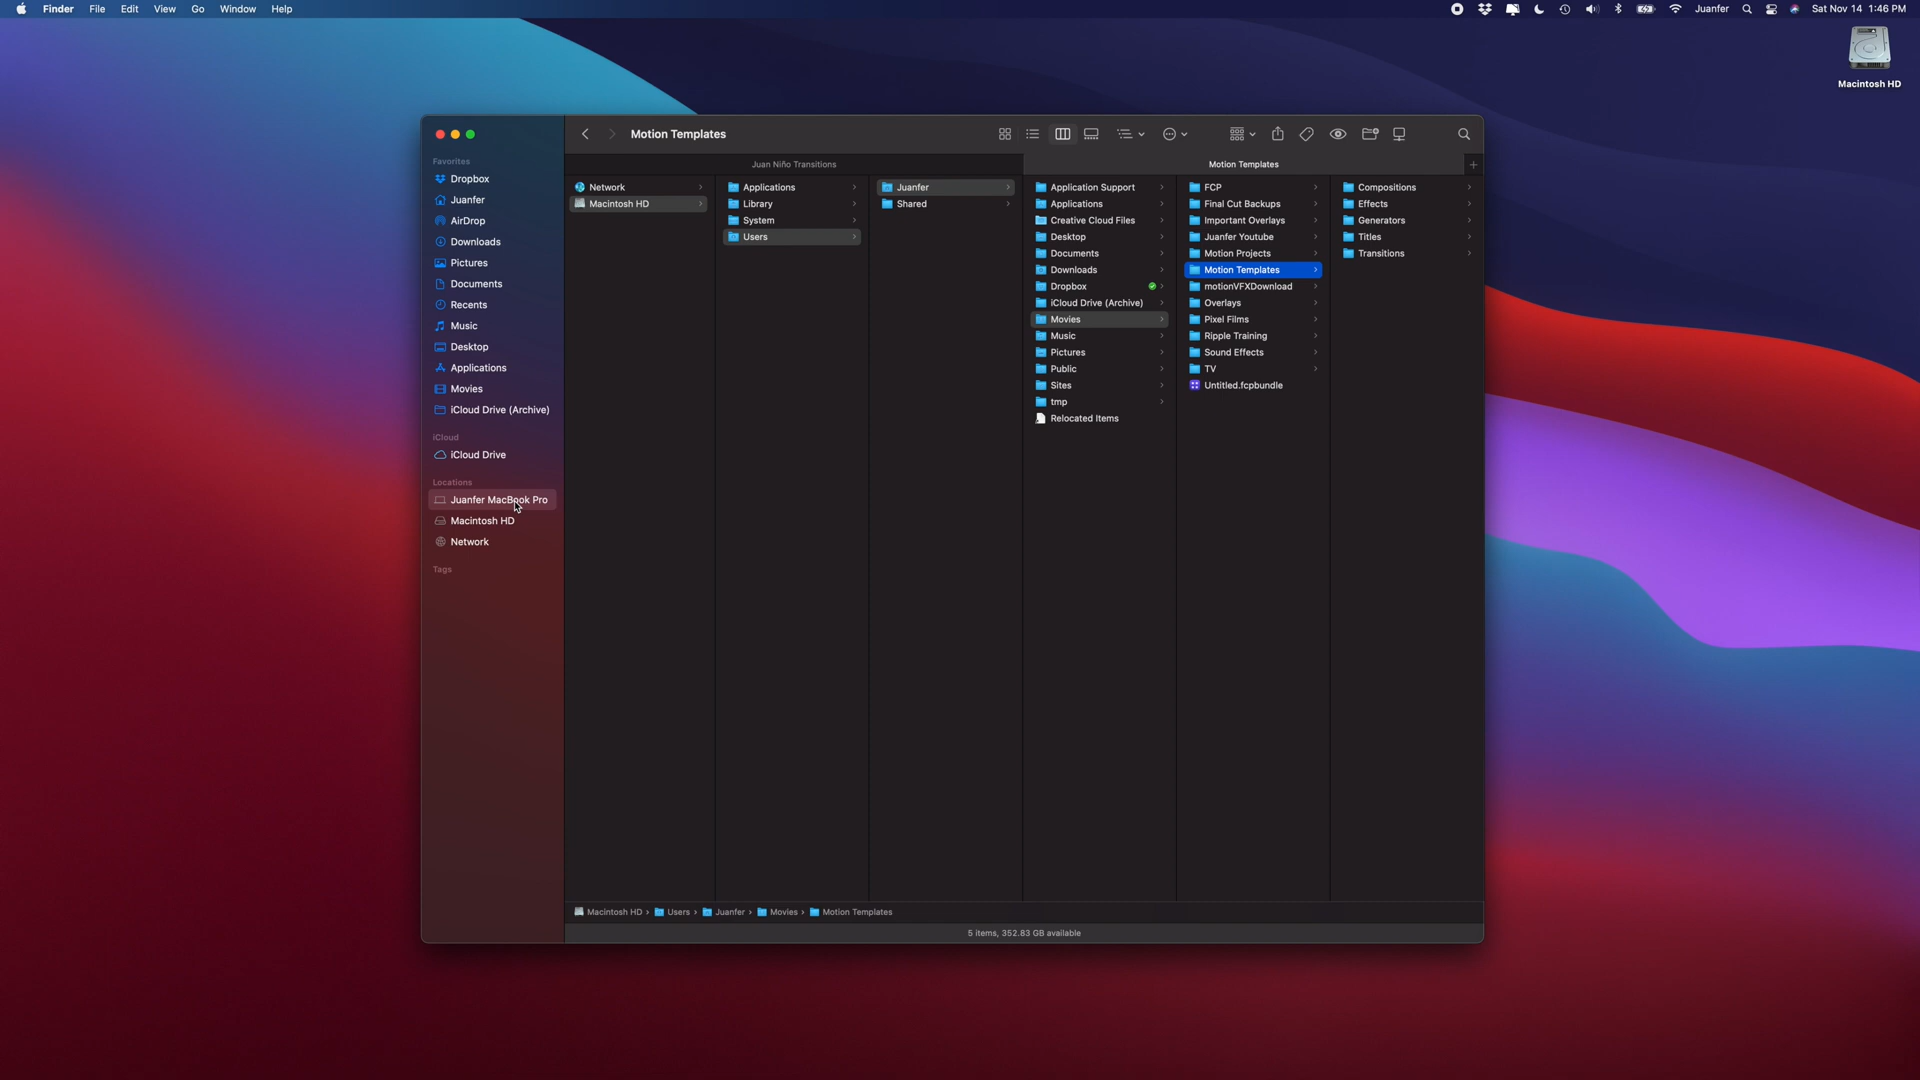 Finder File Edit View Go Window Help
Juanfer Sat Nov 14 1:46 PM
Macintosh HD
Motion Templates
Juan Niño Transitions
Motion Templates
Favorites
Dropbox
Juanfer
AirDrop
Downloads
Pictures
Documents
Recents
Music
Desktop
Applications
Movies
iCloud Drive (Archive)
iCloud
iCloud Drive
Locations
Juanfer MacBook Pro
Macintosh HD
Network
Tags
Network
Macintosh HD
Applications
Library
System
Users
Juanfer
Shared
Application Support
Applications
Creative Cloud Files
Desktop
Documents
Downloads
Dropbox
iCloud Drive (Archive)
Movies
Music
Pictures
Public
Sites
tmp
Relocated Items
FCP
Final Cut Backups
Important Overlays
Juanfer Youtube
Motion Projects
Motion Templates
motionVFXDownload
Overlays
Pixel Films
Ripple Training
Sound Effects
TV
Untitled.fcpbundle
Compositions
Effects
Generators
Titles
Transitions
Macintosh HD › Users › Juanfer › Movies › Motion Templates
5 items, 352.83 GB available